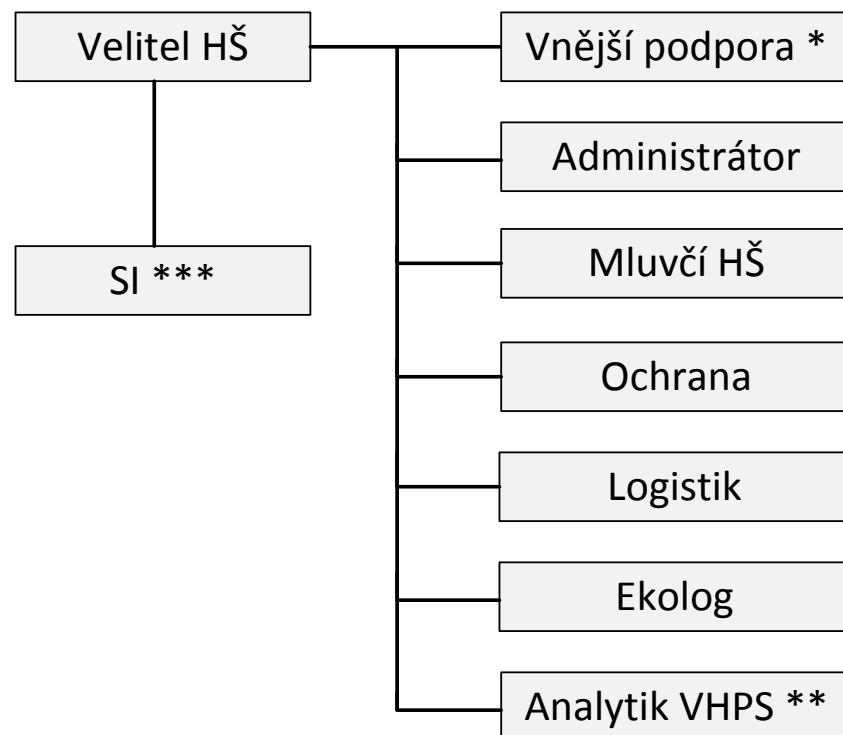 Velitel HŠ
Vnější podpora *
Administrátor
Mluvčí HŠ
SI ***
Ochrana
Logistik
Ekolog
Analytik VHPS **